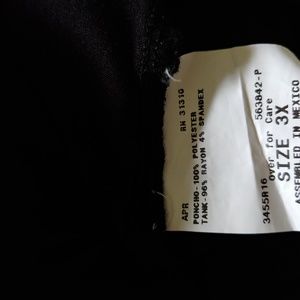 APR RN 31310
PONCHO-100% POLYESTER
TANK-96% RAYON 4% SPANDEX
3455R16 563842-P
over for Care
SIZE 3X
ASSEMBLED IN MEXICO